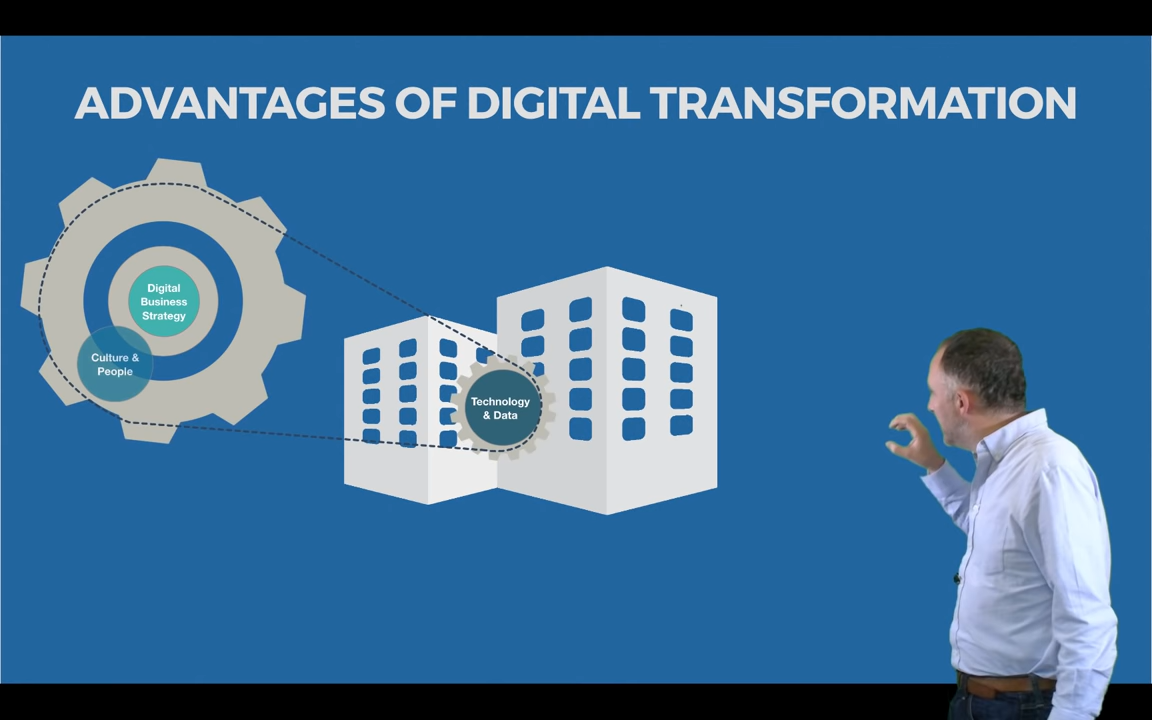 ADVANTAGES OF DIGITAL TRANSFORMATION
Digital
Business
Strategy
Culture &
People
Technology
& Data